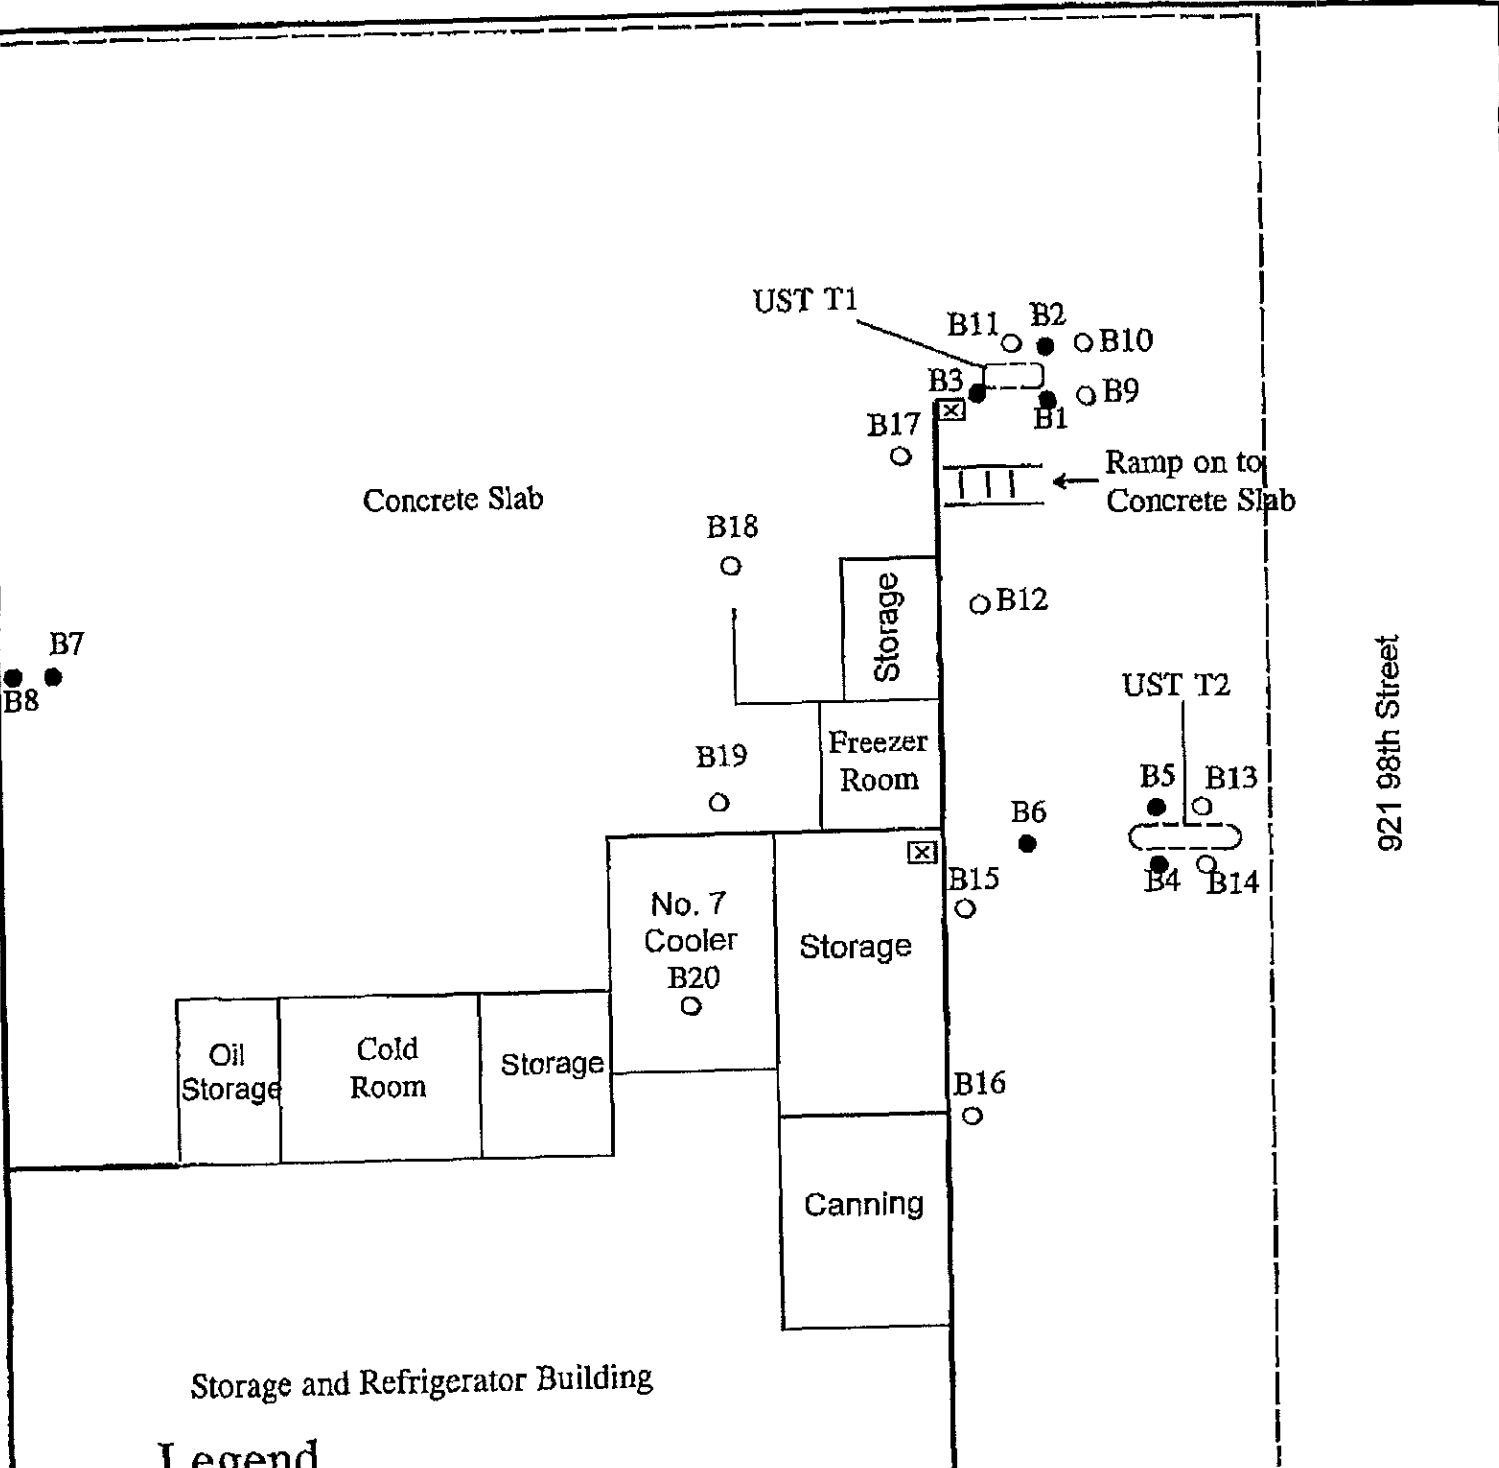 UST T1
B11
B2
B10
B3
B9
B1
B17
Ramp on to
Concrete Slab
Concrete Slab
B18
Storage
B12
B7
B8
UST T2
921 98th Street
Freezer
Room
B19
B5
B13
B6
B4
B14
B15
No. 7
Cooler
B20
Storage
Oil
Storage
Cold
Room
Storage
B16
Canning
Storage and Refrigerator Building
Legend